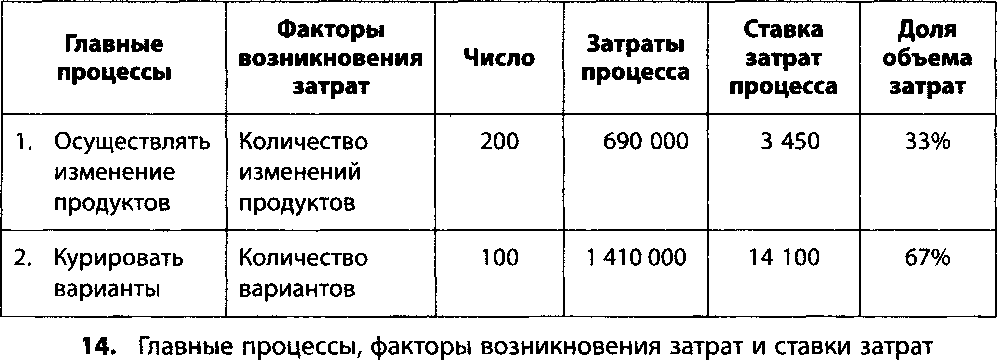 Главные процессы
Факторы возникновения затрат
Число
Затраты процесса
Ставка затрат процесса
Доля объема затрат
1. Осуществлять изменение продуктов
Количество изменений продуктов
200
690 000
3 450
33%
2. Курировать варианты
Количество вариантов
100
1 410 000
14 100
67%
14. Главные процессы, факторы возникновения затрат и ставки затрат